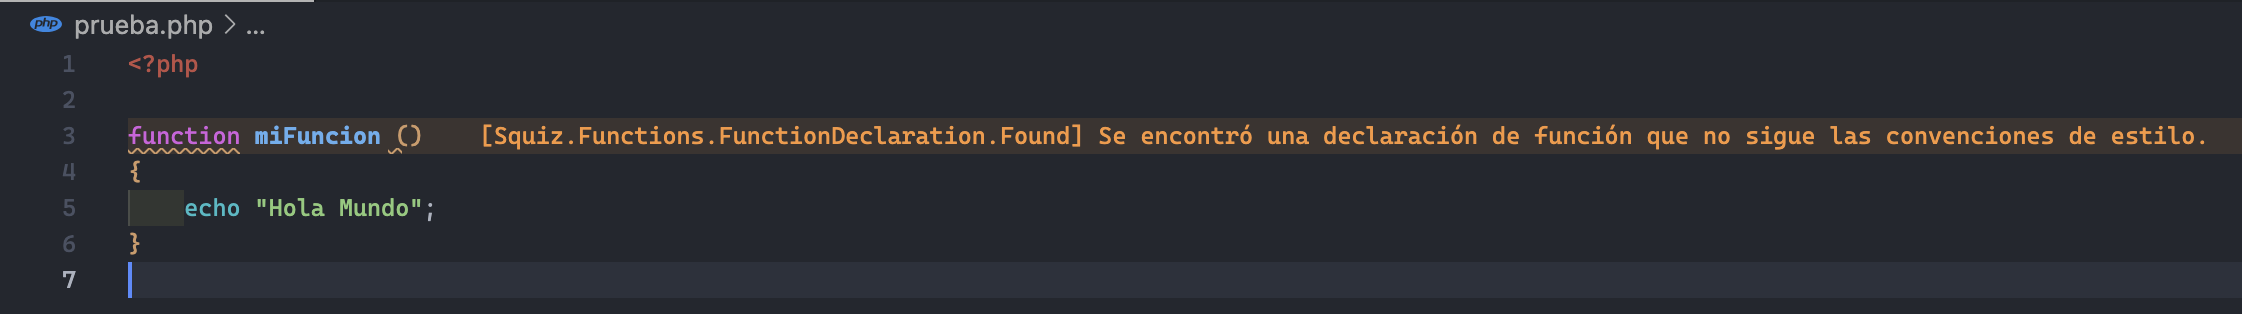 php prueba.php > ...
1 <?php
2
3 function miFuncion () [Squiz.Functions.FunctionDeclaration.Found] Se encontró una declaración de función que no sigue las convenciones de estilo.
4 {
5 echo "Hola Mundo";
6 }
7